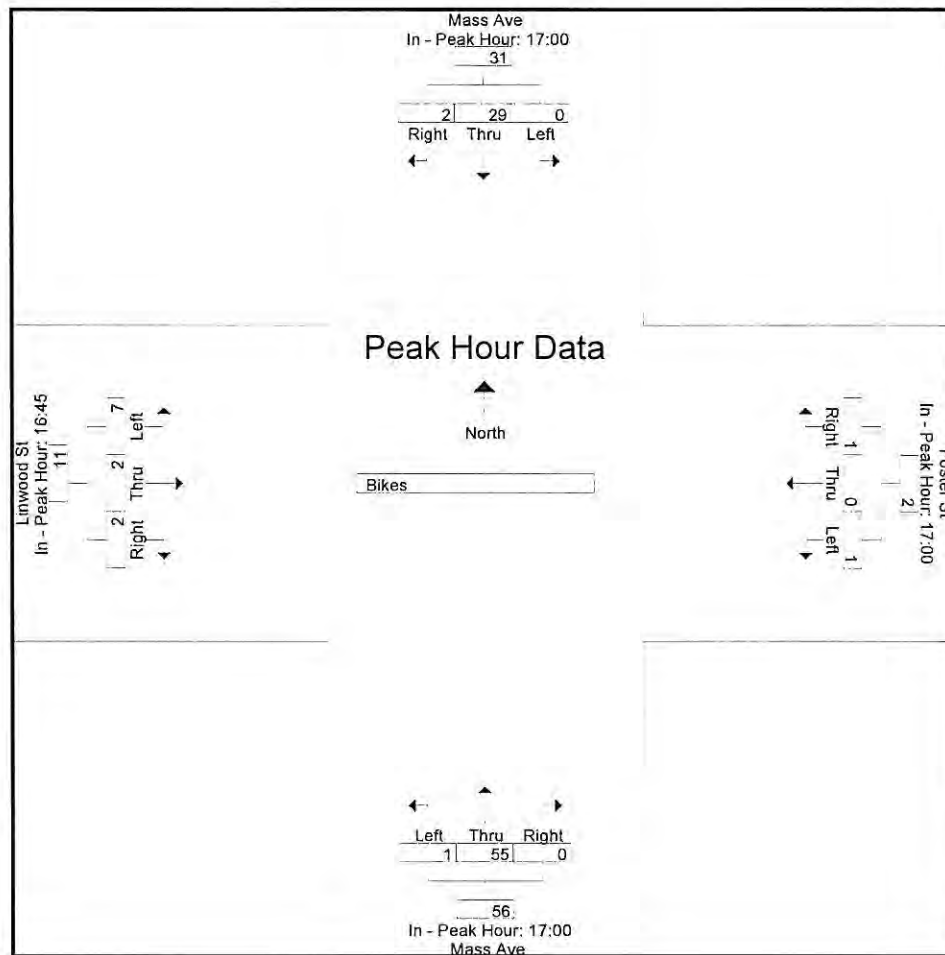 Mass Ave
In - Peak Hour: 17:00
31
2 29 0
Right Thru Left
Peak Hour Data
North
Bikes
Linwood St
In - Peak Hour: 16:45
11
7 2 2
Left Thru Right
Right Thru Left
1 0 1
2
In - Peak Hour: 17:00
Left Thru Right
1 55 0
56
In - Peak Hour: 17:00
Mass Ave